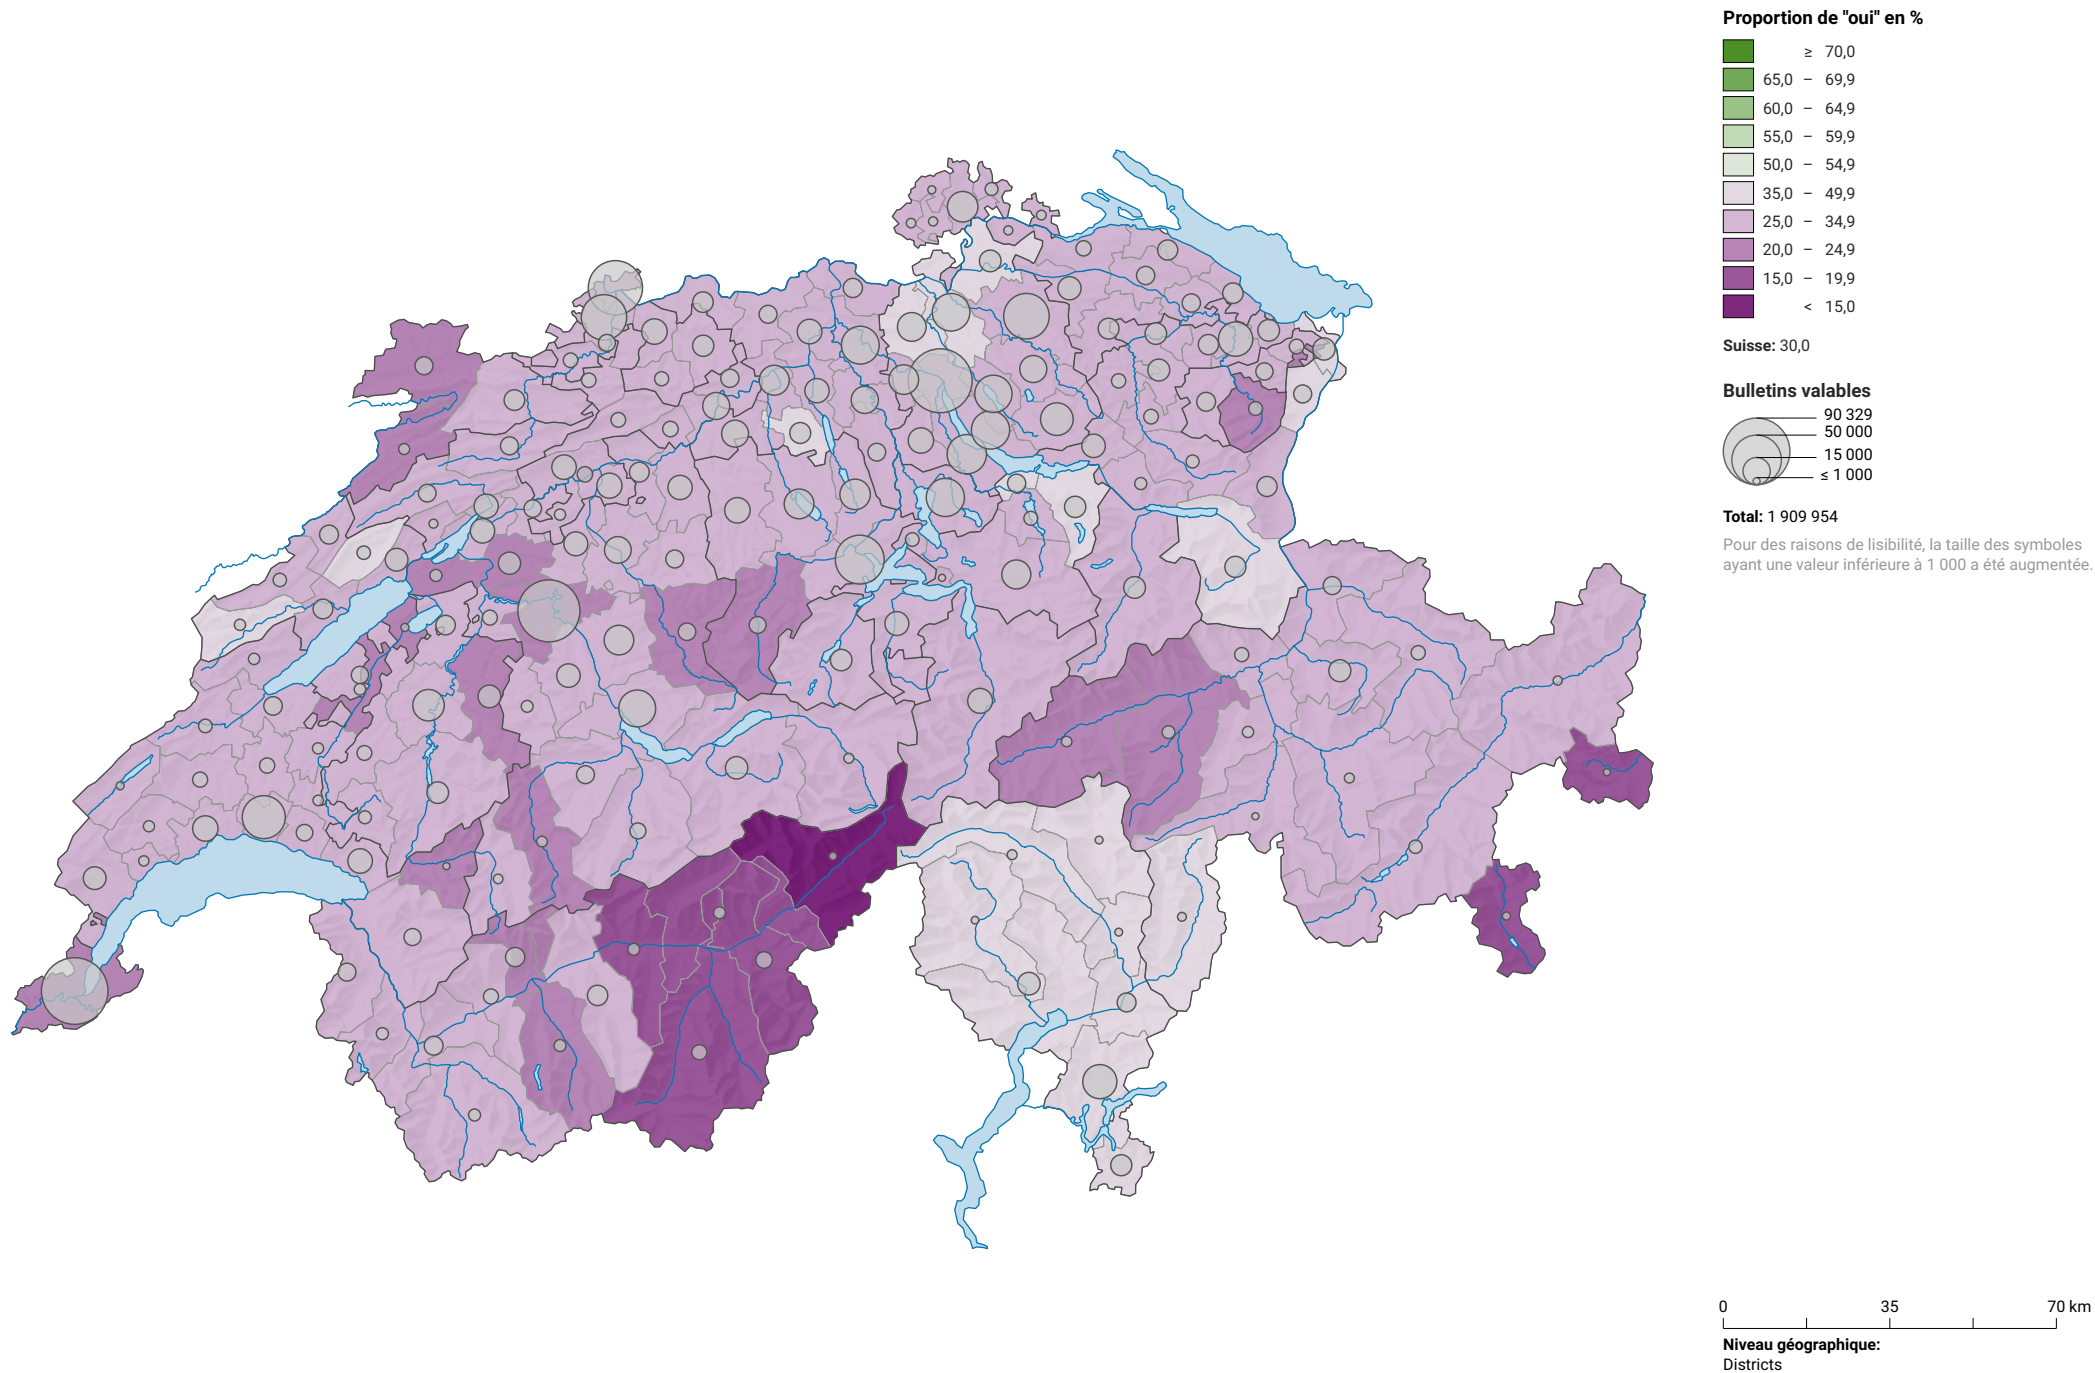 Proportion de "oui" en %
≥ 70,0
65,0 – 69,9
60,0 – 64,9
55,0 – 59,9
50,0 – 54,9
35,0 – 49,9
25,0 – 34,9
20,0 – 24,9
15,0 – 19,9
< 15,0
Suisse: 30,0
Bulletins valables
90 329
50 000
15 000
≤ 1 000
Total: 1 909 954
Pour des raisons de lisibilité, la taille des symboles
ayant une valeur inférieure à 1 000 a été augmentée.
0 35 70 km
Niveau géographique:
Districts